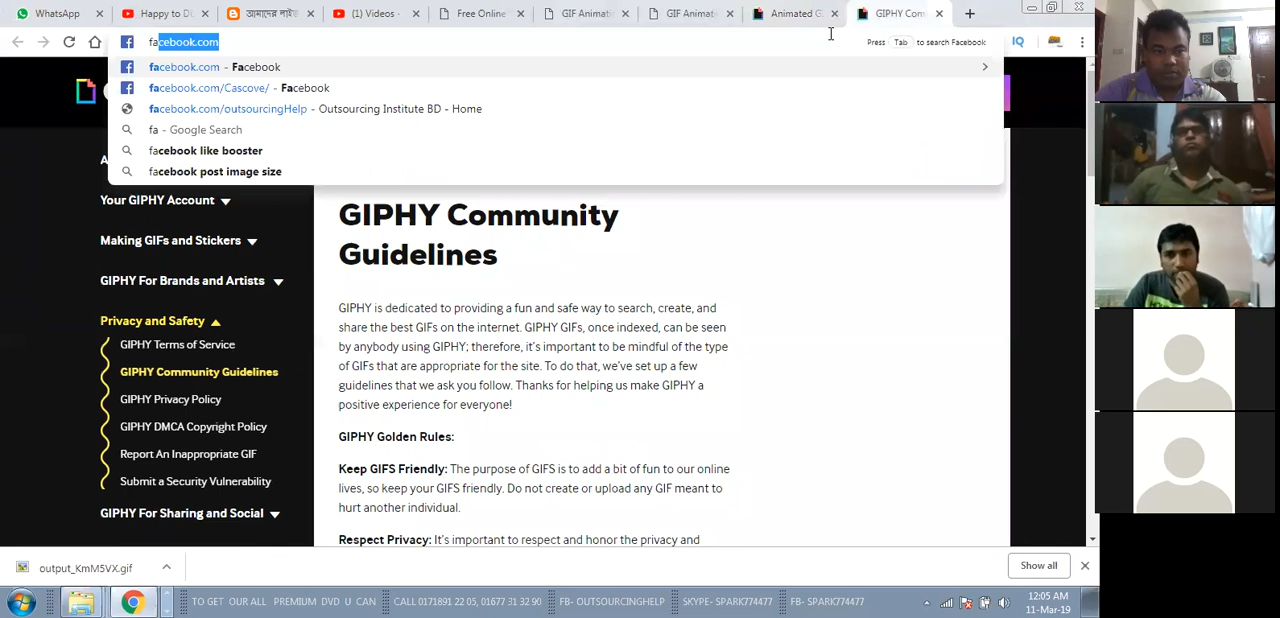 WhatsApp
Happy to Di
আমাদের লাইত
(1) Videos -
Free Online
GIF Animati
GIF Animati
Animated G
GIPHY Com
facebook.com
Press Tab to search Facebook
IQ
facebook.com - Facebook
facebook.com/Cascove/ - Facebook
facebook.com/outsourcingHelp - Outsourcing Institute BD - Home
fa - Google Search
facebook like booster
facebook post image size
Your GIPHY Account
Making GIFs and Stickers
GIPHY For Brands and Artists
Privacy and Safety
GIPHY Terms of Service
GIPHY Community Guidelines
GIPHY Privacy Policy
GIPHY DMCA Copyright Policy
Report An Inappropriate GIF
Submit a Security Vulnerability
GIPHY For Sharing and Social
GIPHY Community
Guidelines
GIPHY is dedicated to providing a fun and safe way to search, create, and
share the best GIFs on the internet. GIPHY GIFs, once indexed, can be seen
by anybody using GIPHY; therefore, it's important to be mindful of the type
of GIFs that are appropriate for the site. To do that, we've set up a few
guidelines that we ask you follow. Thanks for helping us make GIPHY a
positive experience for everyone!
GIPHY Golden Rules:
Keep GIFS Friendly: The purpose of GIFS is to add a bit of fun to our online
lives, so keep your GIFS friendly. Do not create or upload any GIF meant to
hurt another individual.
Respect Privacy: It's important to respect and honor the privacy and
output_KmM5VX.gif
Show all
TO GET OUR ALL PREMIUM DVD U CAN
CALL 0171891 22 05, 01677 31 32 90
FB- OUTSOURCINGHELP
SKYPE- SPARK774477
FB- SPARK774477
12:05 AM
11-Mar-19